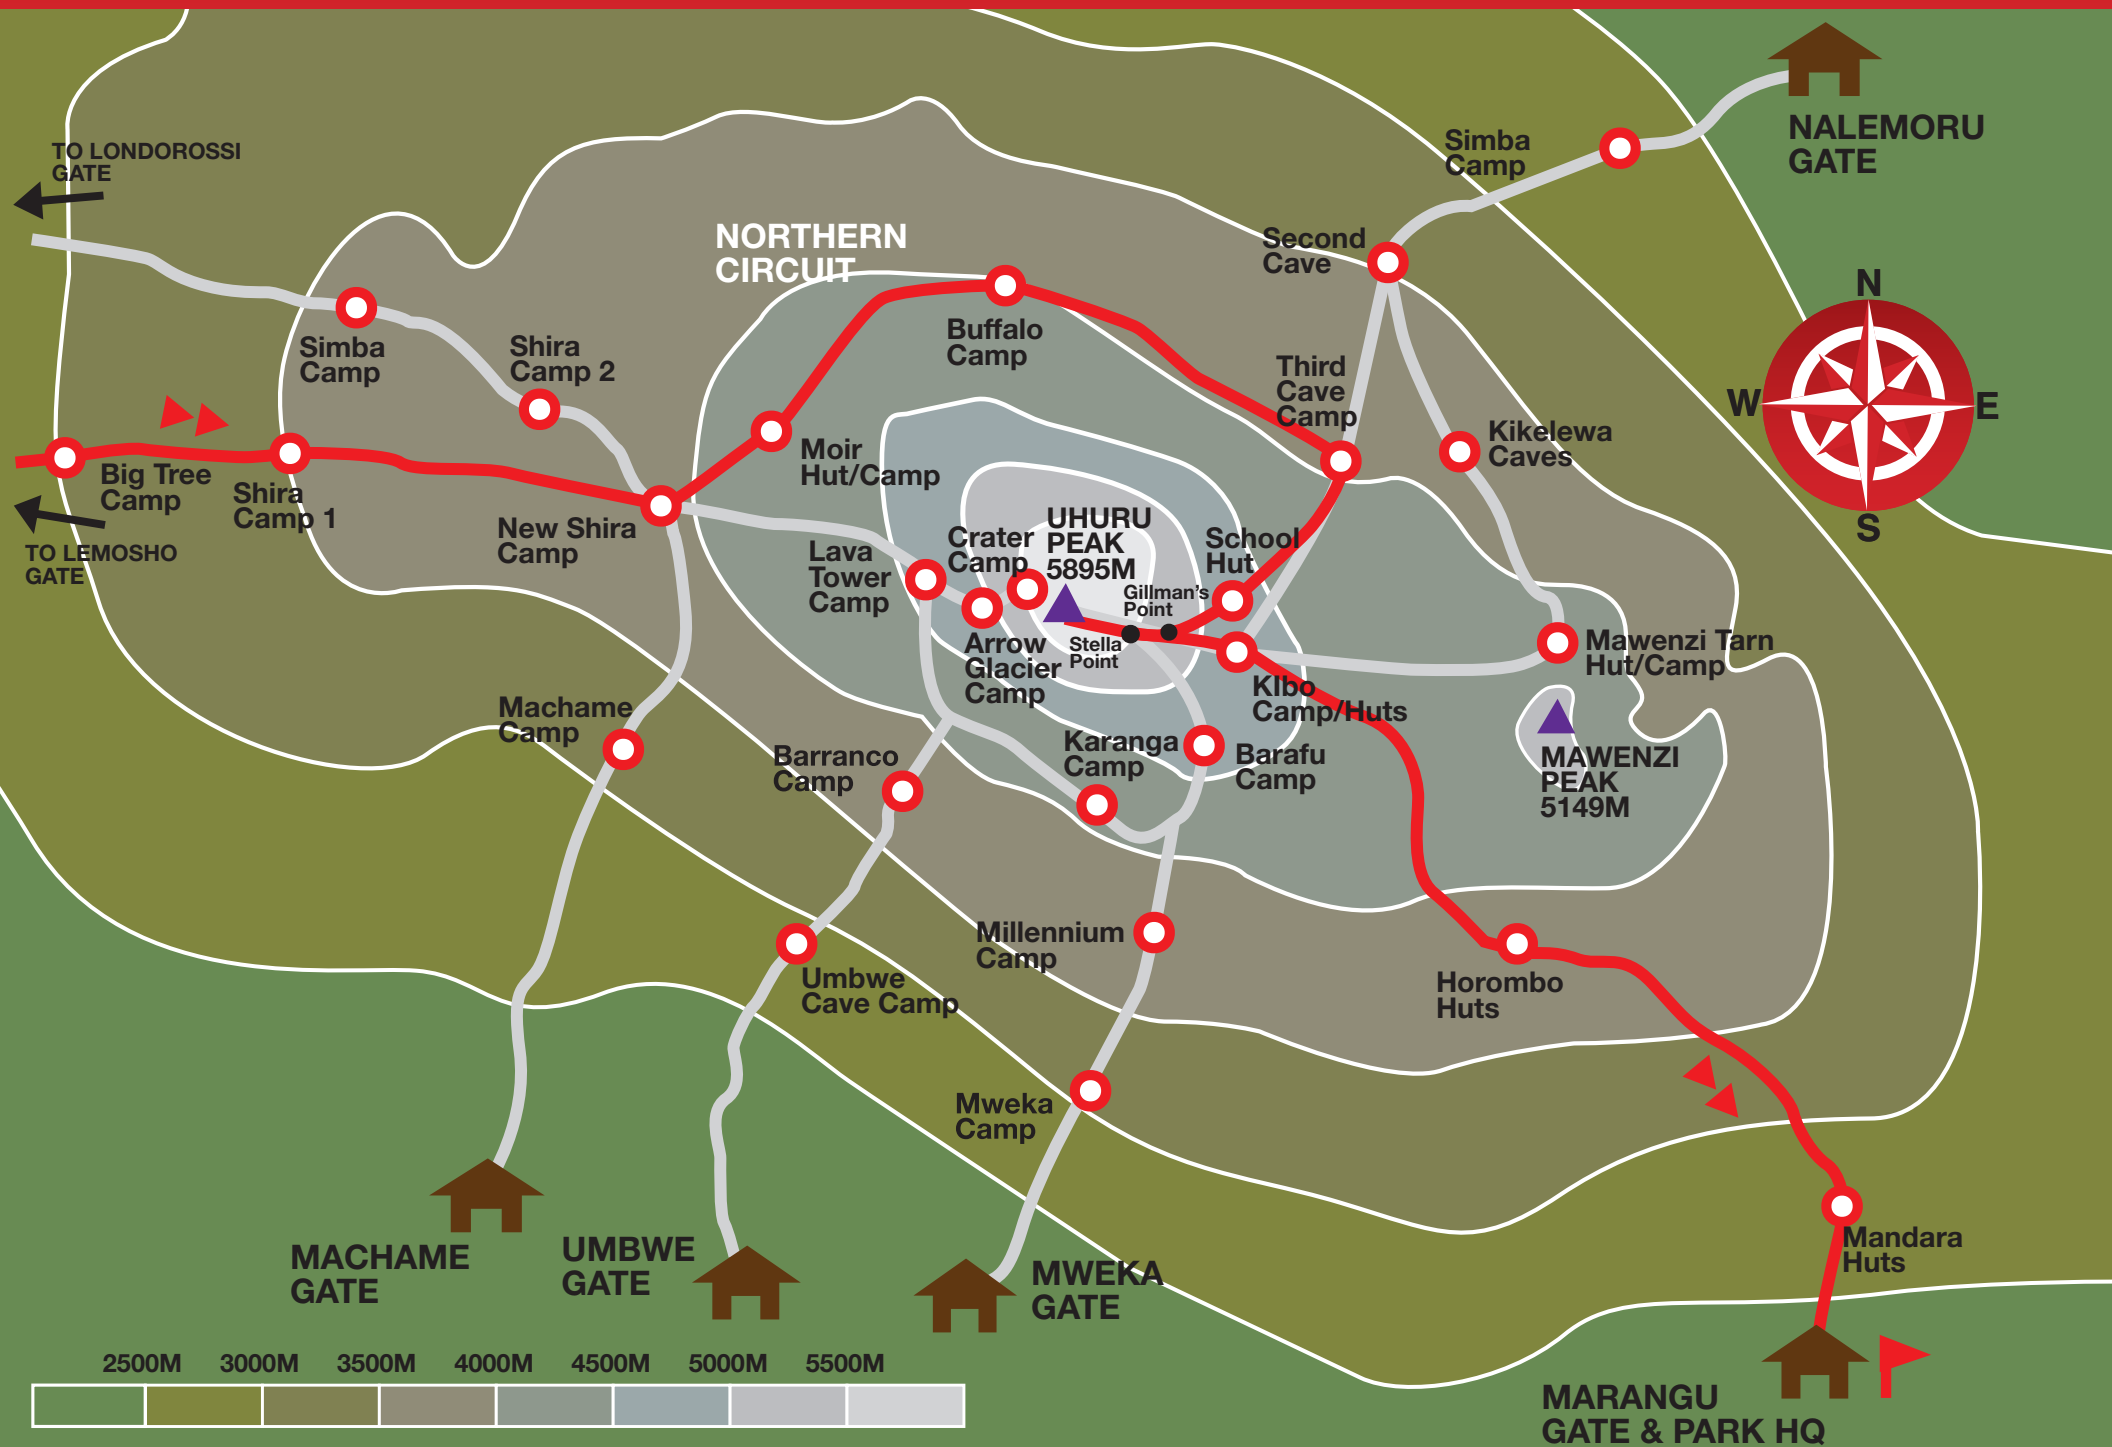 NALEMORU
GATE
Simba
Camp
TO LONDOROSSI
GATE
NORTHERN
CIRCUIT
Second
Cave
N
W
E
S
Simba
Camp
Shira
Camp 2
Buffalo
Camp
Third
Cave
Camp
Kikelewa
Caves
Moir
Hut/Camp
Big Tree
Camp
Shira
Camp 1
New Shira
Camp
TO LEMOSHO
GATE
Lava
Tower
Camp
Crater
Camp
UHURU
PEAK
5895M
School
Hut
Gillman's
Point
Stella
Point
Arrow
Glacier
Camp
Mawenzi Tarn
Hut/Camp
KIbo
Camp/Huts
Machame
Camp
Barranco
Camp
Karanga
Camp
Barafu
Camp
MAWENZI
PEAK
5149M
Millennium
Camp
Umbwe
Cave Camp
Horombo
Huts
Mweka
Camp
Mandara
Huts
MACHAME
GATE
UMBWE
GATE
MWEKA
GATE
MARANGU
GATE & PARK HQ
2500M 3000M 3500M 4000M 4500M 5000M 5500M